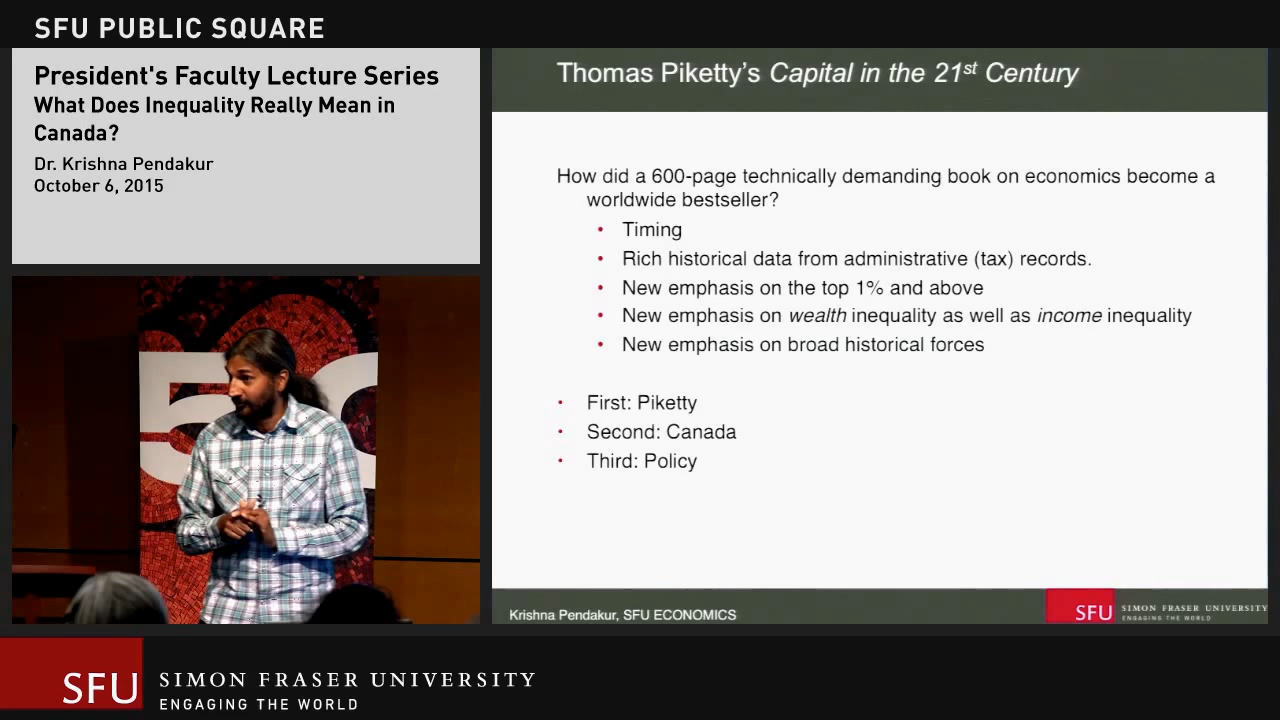 SFU PUBLIC SQUARE
President's Faculty Lecture Series
What Does Inequality Really Mean in
Canada?
Dr. Krishna Pendakur
October 6, 2015
Thomas Piketty's Capital in the 21st Century
How did a 600-page technically demanding book on economics become a
worldwide bestseller?
• Timing
• Rich historical data from administrative (tax) records.
• New emphasis on the top 1% and above
• New emphasis on wealth inequality as well as income inequality
• New emphasis on broad historical forces
• First: Piketty
• Second: Canada
• Third: Policy
Krishna Pendakur, SFU ECONOMICS
SFU SIMON FRASER UNIVERSITY
ENGAGING THE WORLD
SFU SIMON FRASER UNIVERSITY
ENGAGING THE WORLD